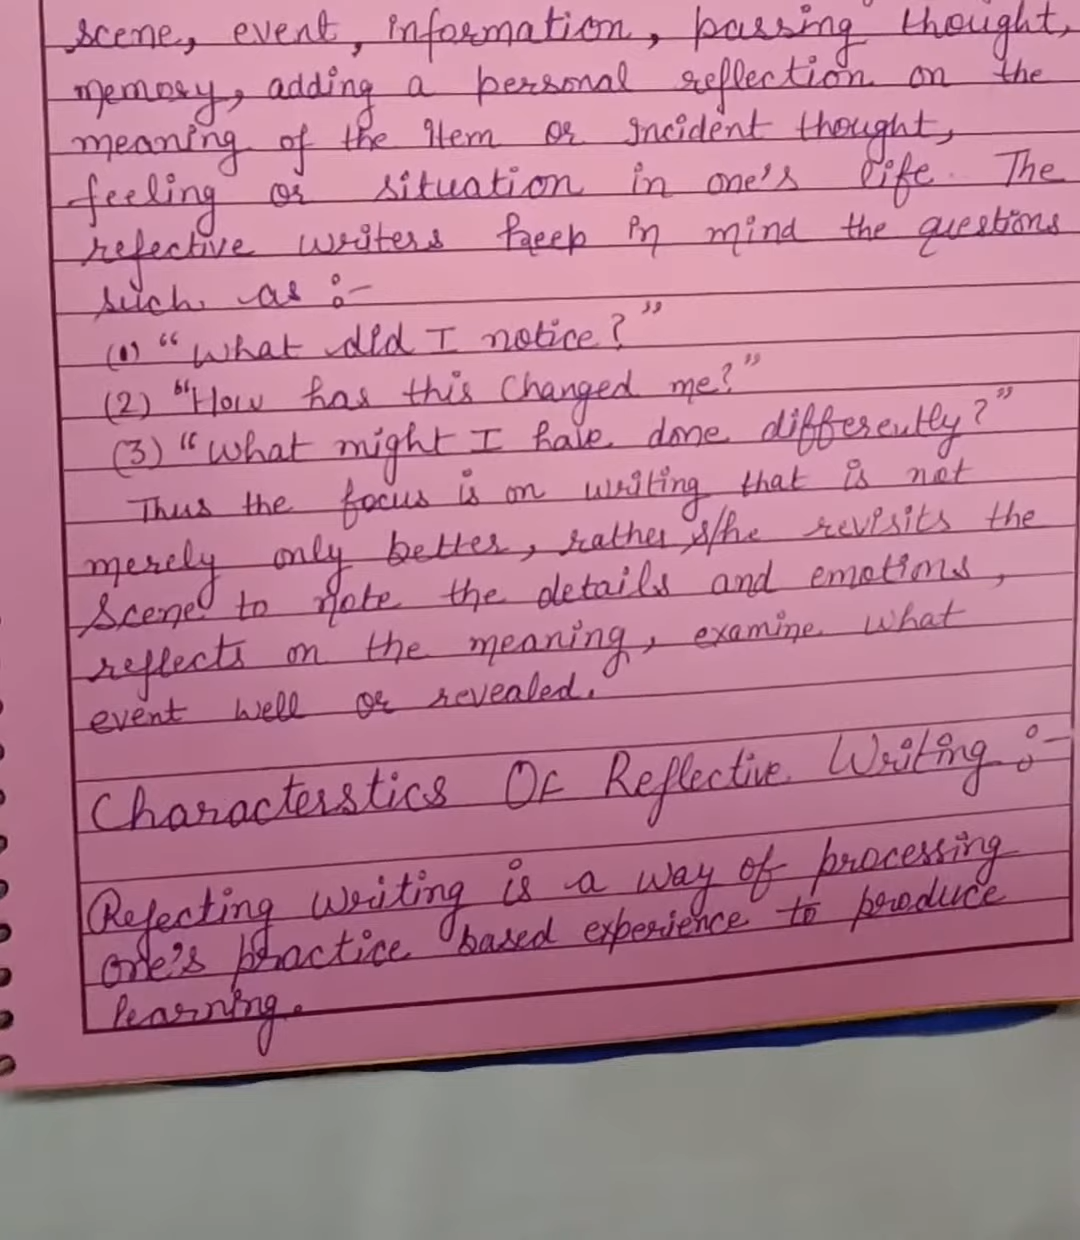 scene, event, information, passing thought,
memory, adding a personal reflection on the
meaning of the Item or Incident thought,
feeling or situation in one's life. The
refective writers keep in mind the questions
such as :-
(1) "What did I notice?"
(2) "How has this Changed me?"
(3) "What might I have done differently?"
Thus the focus is on writing that is not
merely only better, rather s/he revisits the
Scene to note the details and emotions,
reflects on the meaning, examine what
event well or revealed.
Characterstics Of Reflective Writing :-
Refecting Writing is a way of processing
one's practice based experience to produce
learning.